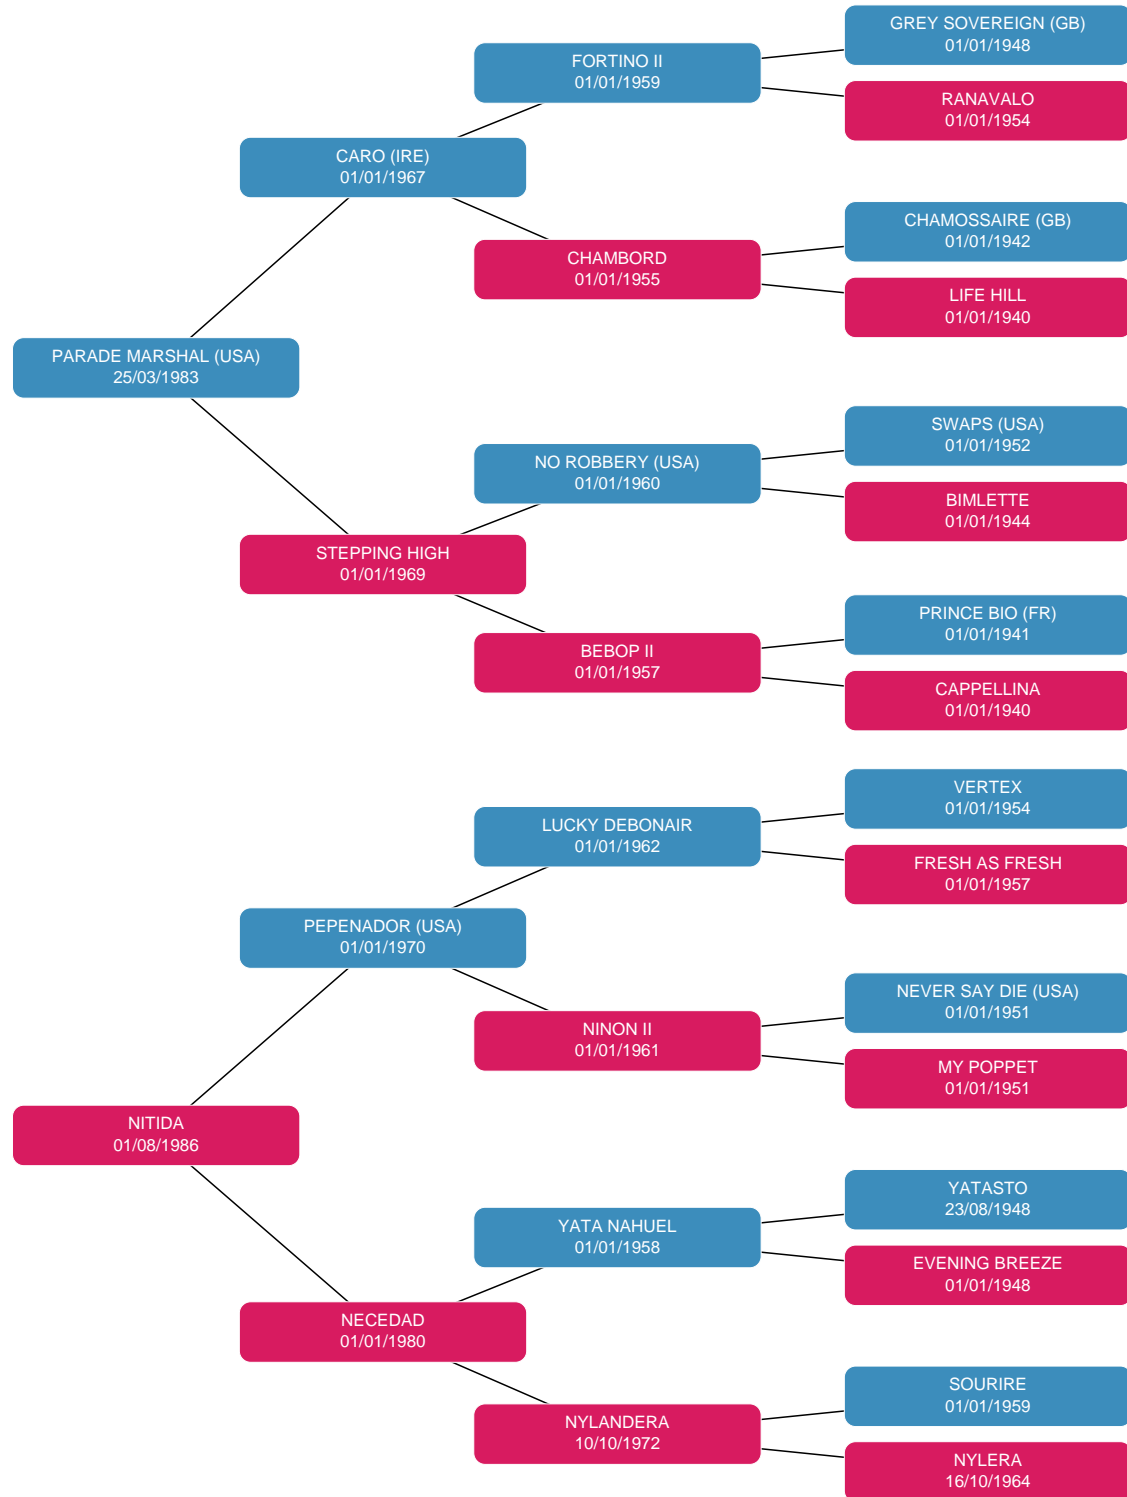 GREY SOVEREIGN (GB)
01/01/1948
FORTINO II
01/01/1959
RANAVALO
01/01/1954
CARO (IRE)
01/01/1967
CHAMOSSAIRE (GB)
01/01/1942
CHAMBORD
01/01/1955
LIFE HILL
01/01/1940
PARADE MARSHAL (USA)
25/03/1983
SWAPS (USA)
01/01/1952
NO ROBBERY (USA)
01/01/1960
BIMLETTE
01/01/1944
STEPPING HIGH
01/01/1969
PRINCE BIO (FR)
01/01/1941
BEBOP II
01/01/1957
CAPPELLINA
01/01/1940
VERTEX
01/01/1954
LUCKY DEBONAIR
01/01/1962
FRESH AS FRESH
01/01/1957
PEPENADOR (USA)
01/01/1970
NEVER SAY DIE (USA)
01/01/1951
NINON II
01/01/1961
MY POPPET
01/01/1951
NITIDA
01/08/1986
YATASTO
23/08/1948
YATA NAHUEL
01/01/1958
EVENING BREEZE
01/01/1948
NECEDAD
01/01/1980
SOURIRE
01/01/1959
NYLANDERA
10/10/1972
NYLERA
16/10/1964